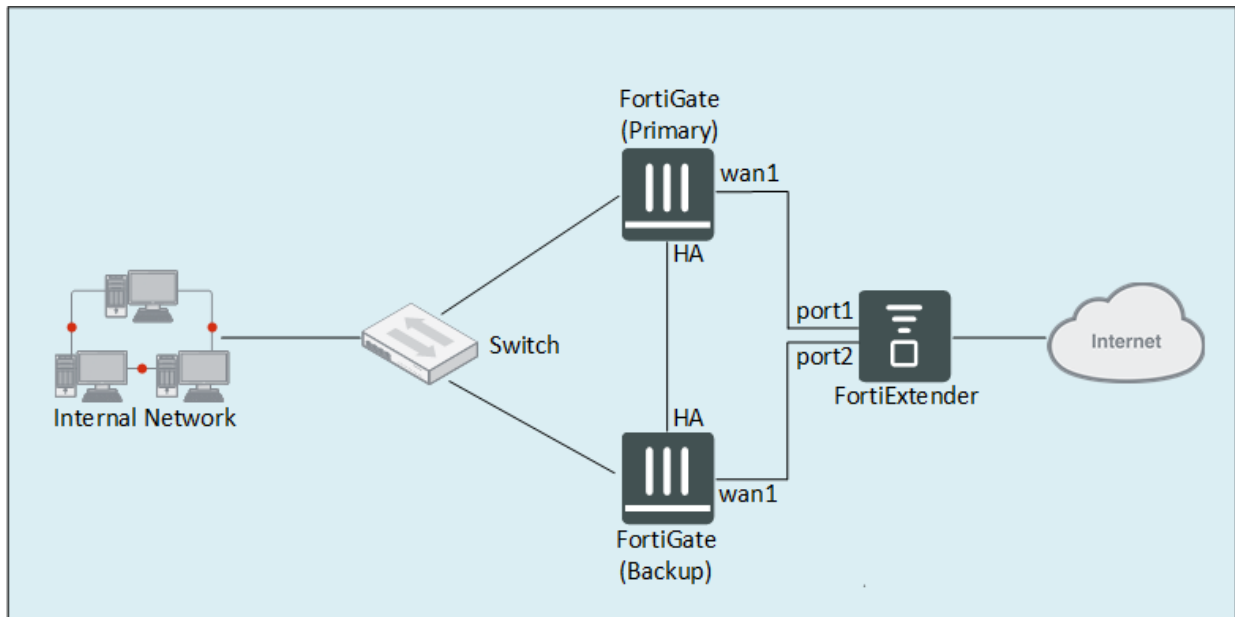 FortiGate
(Primary)
wan1
HA
port1
Internet
Switch
port2
FortiExtender
Internal Network
HA
wan1
FortiGate
(Backup)